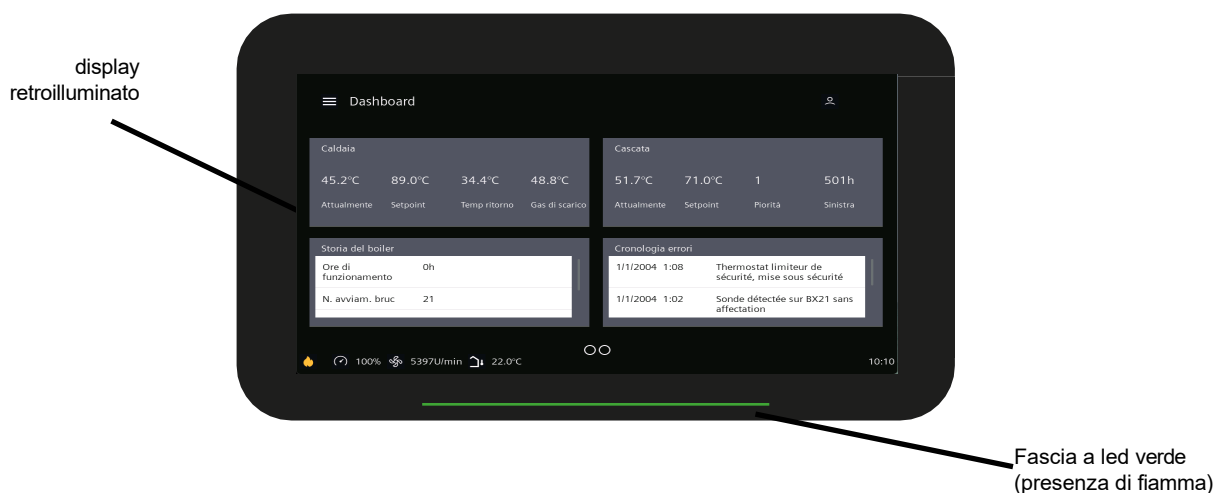 display
retroilluminato
Dashboard
Caldaia
45.2°C 89.0°C 34.4°C 48.8°C
Attualmente Setpoint Temp ritorno Gas di scarico
Cascata
51.7°C 71.0°C 1 501h
Attualmente Setpoint Piorità Sinistra
Storia del boiler
Ore di
funzionamento 0h
N. avviam. bruc 21
Cronologia errori
1/1/2004 1:08 Thermostat limiteur de
sécurité, mise sous sécurité
1/1/2004 1:02 Sonde détectée sur BX21 sans
affectation
100% 5397U/min 22.0°C 10:10
Fascia a led verde
(presenza di fiamma)